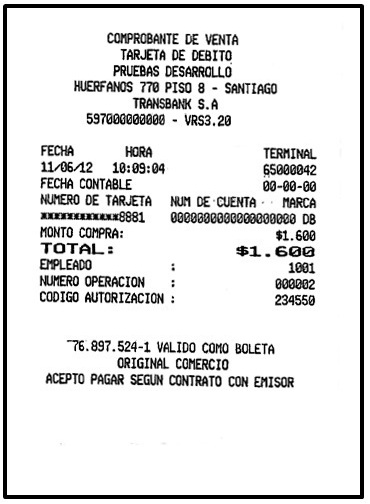 COMPROBANTE DE VENTA
TARJETA DE DEBITO
PRUEBAS DESARROLLO
HUERFANOS 770 PISO 8 - SANTIAGO
TRANSBANK S.A
597000000000 - VRS3.20
FECHA HORA TERMINAL
11/06/12 10:09:04 65000042
FECHA CONTABLE 00-00-00
NUMERO DE TARJETA NUM DE CUENTA MARCA
************8881 0000000000000000000 DB
MONTO COMPRA: $1.600
TOTAL: $1.600
EMPLEADO : 1001
NUMERO OPERACION : 000002
CODIGO AUTORIZACION : 234550
76.897.524-1 VALIDO COMO BOLETA
ORIGINAL COMERCIO
ACEPTO PAGAR SEGUN CONTRATO CON EMISOR